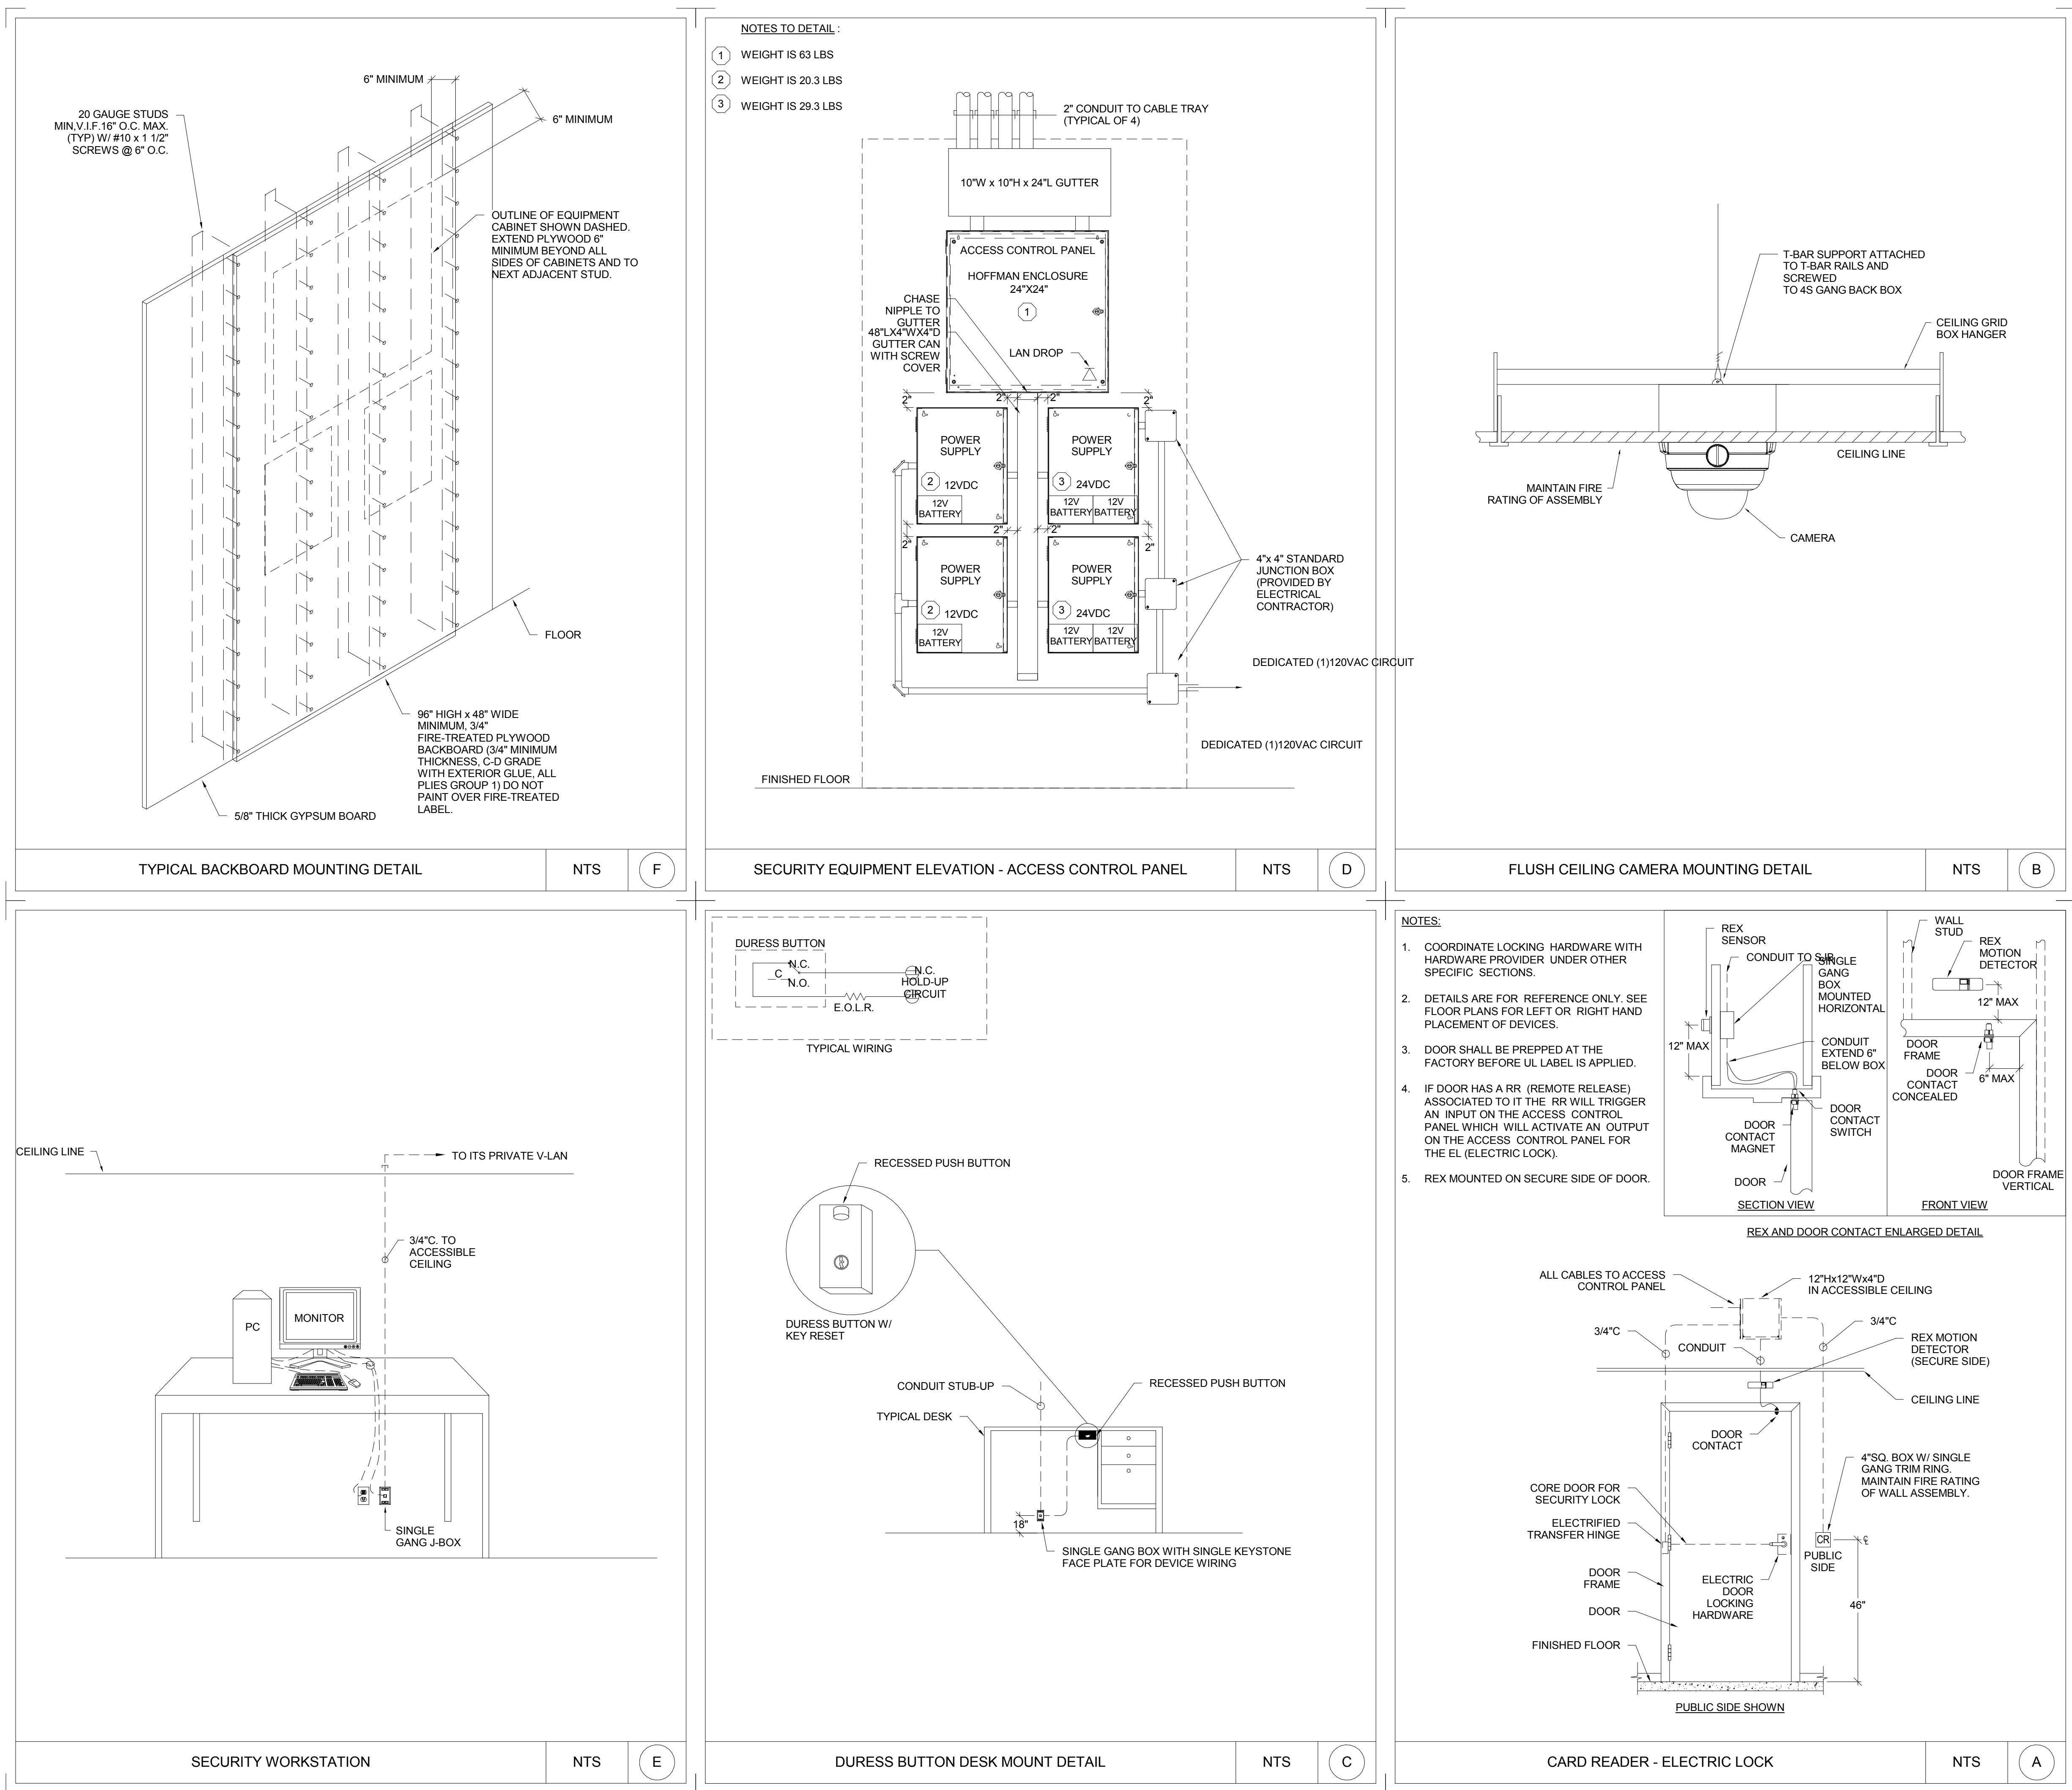 6" MINIMUM
6" MINIMUM
20 GAUGE STUDS
MIN,V.I.F.16" O.C. MAX.
(TYP) W/ #10 x 1 1/2"
SCREWS @ 6" O.C.
OUTLINE OF EQUIPMENT
CABINET SHOWN DASHED.
EXTEND PLYWOOD 6"
MINIMUM BEYOND ALL
SIDES OF CABINETS AND TO
NEXT ADJACENT STUD.
FLOOR
96" HIGH x 48" WIDE
MINIMUM, 3/4"
FIRE-TREATED PLYWOOD
BACKBOARD (3/4" MINIMUM
THICKNESS, C-D GRADE
WITH EXTERIOR GLUE, ALL
PLIES GROUP 1) DO NOT
PAINT OVER FIRE-TREATED
LABEL.
5/8" THICK GYPSUM BOARD
TYPICAL BACKBOARD MOUNTING DETAIL
NTS
F
NOTES TO DETAIL :
1 WEIGHT IS 63 LBS
2 WEIGHT IS 20.3 LBS
3 WEIGHT IS 29.3 LBS
2" CONDUIT TO CABLE TRAY
(TYPICAL OF 4)
10"W x 10"H x 24"L GUTTER
ACCESS CONTROL PANEL
HOFFMAN ENCLOSURE
24"X24"
1
LAN DROP
CHASE
NIPPLE TO
GUTTER
48"LX4"WX4"D
GUTTER CAN
WITH SCREW
COVER
2"
2"
2"
2"
POWER
SUPPLY
2 12VDC
12V
BATTERY
POWER
SUPPLY
3 24VDC
12V
BATTERY
12V
BATTERY
2"
2"
2"
2"
POWER
SUPPLY
2 12VDC
12V
BATTERY
POWER
SUPPLY
3 24VDC
12V
BATTERY
12V
BATTERY
4"x 4" STANDARD
JUNCTION BOX
(PROVIDED BY
ELECTRICAL
CONTRACTOR)
DEDICATED (1)120VAC CIRCUIT
DEDICATED (1)120VAC CIRCUIT
FINISHED FLOOR
SECURITY EQUIPMENT ELEVATION - ACCESS CONTROL PANEL
NTS
D
T-BAR SUPPORT ATTACHED
TO T-BAR RAILS AND
SCREWED
TO 4S GANG BACK BOX
CEILING GRID
BOX HANGER
CEILING LINE
MAINTAIN FIRE
RATING OF ASSEMBLY
CAMERA
FLUSH CEILING CAMERA MOUNTING DETAIL
NTS
B
CEILING LINE
TO ITS PRIVATE V-LAN
3/4"C. TO
ACCESSIBLE
CEILING
PC
MONITOR
SINGLE
GANG J-BOX
SECURITY WORKSTATION
NTS
E
DURESS BUTTON
N.C.
C
N.O.
E.O.L.R.
N.C.
HOLD-UP
CIRCUIT
TYPICAL WIRING
RECESSED PUSH BUTTON
DURESS BUTTON W/
KEY RESET
CONDUIT STUB-UP
TYPICAL DESK
RECESSED PUSH BUTTON
18"
SINGLE GANG BOX WITH SINGLE KEYSTONE
FACE PLATE FOR DEVICE WIRING
DURESS BUTTON DESK MOUNT DETAIL
NTS
C
NOTES:
1. COORDINATE LOCKING HARDWARE WITH
HARDWARE PROVIDER UNDER OTHER
SPECIFIC SECTIONS.
2. DETAILS ARE FOR REFERENCE ONLY. SEE
FLOOR PLANS FOR LEFT OR RIGHT HAND
PLACEMENT OF DEVICES.
3. DOOR SHALL BE PREPPED AT THE
FACTORY BEFORE UL LABEL IS APPLIED.
4. IF DOOR HAS A RR (REMOTE RELEASE)
ASSOCIATED TO IT THE RR WILL TRIGGER
AN INPUT ON THE ACCESS CONTROL
PANEL WHICH WILL ACTIVATE AN OUTPUT
ON THE ACCESS CONTROL PANEL FOR
THE EL (ELECTRIC LOCK).
5. REX MOUNTED ON SECURE SIDE OF DOOR.
REX
SENSOR
CONDUIT TO SJB
SINGLE
GANG
BOX
MOUNTED
HORIZONTAL
12" MAX
CONDUIT
EXTEND 6"
BELOW BOX
DOOR
CONTACT
SWITCH
DOOR
CONTACT
MAGNET
DOOR
SECTION VIEW
WALL
STUD
REX
MOTION
DETECTOR
12" MAX
DOOR
FRAME
DOOR
CONTACT
CONCEALED
6" MAX
DOOR FRAME
VERTICAL
FRONT VIEW
REX AND DOOR CONTACT ENLARGED DETAIL
ALL CABLES TO ACCESS
CONTROL PANEL
12"Hx12"Wx4"D
IN ACCESSIBLE CEILING
3/4"C
CONDUIT
3/4"C
REX MOTION
DETECTOR
(SECURE SIDE)
CEILING LINE
DOOR
CONTACT
4"SQ. BOX W/ SINGLE
GANG TRIM RING.
MAINTAIN FIRE RATING
OF WALL ASSEMBLY.
CORE DOOR FOR
SECURITY LOCK
ELECTRIFIED
TRANSFER HINGE
CR
℄
PUBLIC
SIDE
DOOR
FRAME
ELECTRIC
DOOR
LOCKING
HARDWARE
46"
DOOR
FINISHED FLOOR
PUBLIC SIDE SHOWN
CARD READER - ELECTRIC LOCK
NTS
A